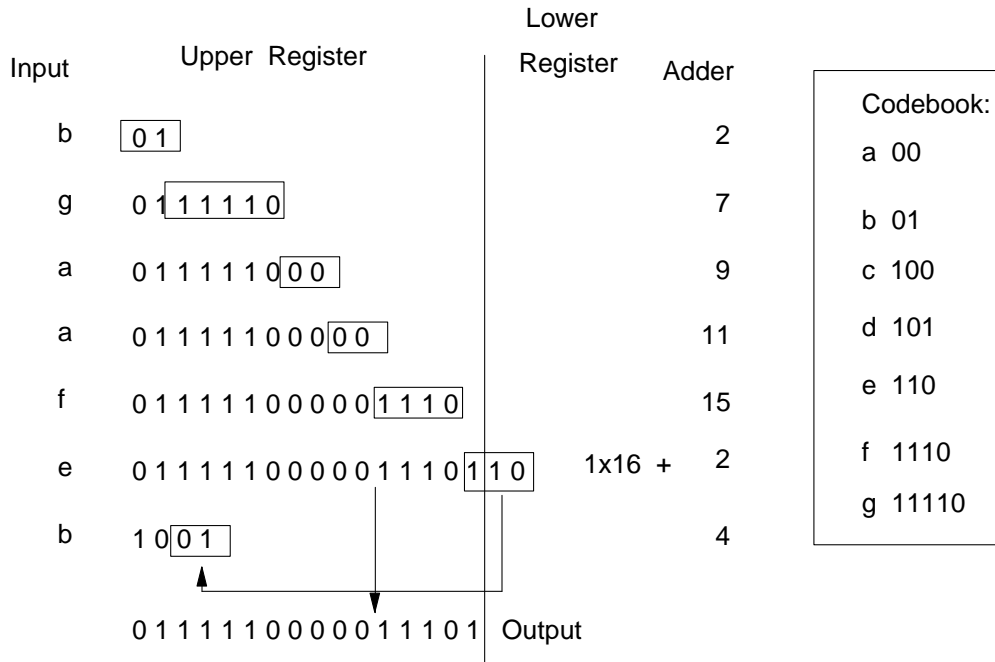 Lower
Input Upper Register Register Adder
b 0 1 2
g 0 1 1 1 1 1 0 7
a 0 1 1 1 1 1 0 0 0 9
a 0 1 1 1 1 1 0 0 0 0 0 11
f 0 1 1 1 1 1 0 0 0 0 0 1 1 1 0 15
e 0 1 1 1 1 1 0 0 0 0 0 1 1 1 0 1 1 0 1x16 + 2
b 1 0 0 1 4
0 1 1 1 1 1 0 0 0 0 0 1 1 1 0 1 Output
Codebook:
a 00
b 01
c 100
d 101
e 110
f 1110
g 11110